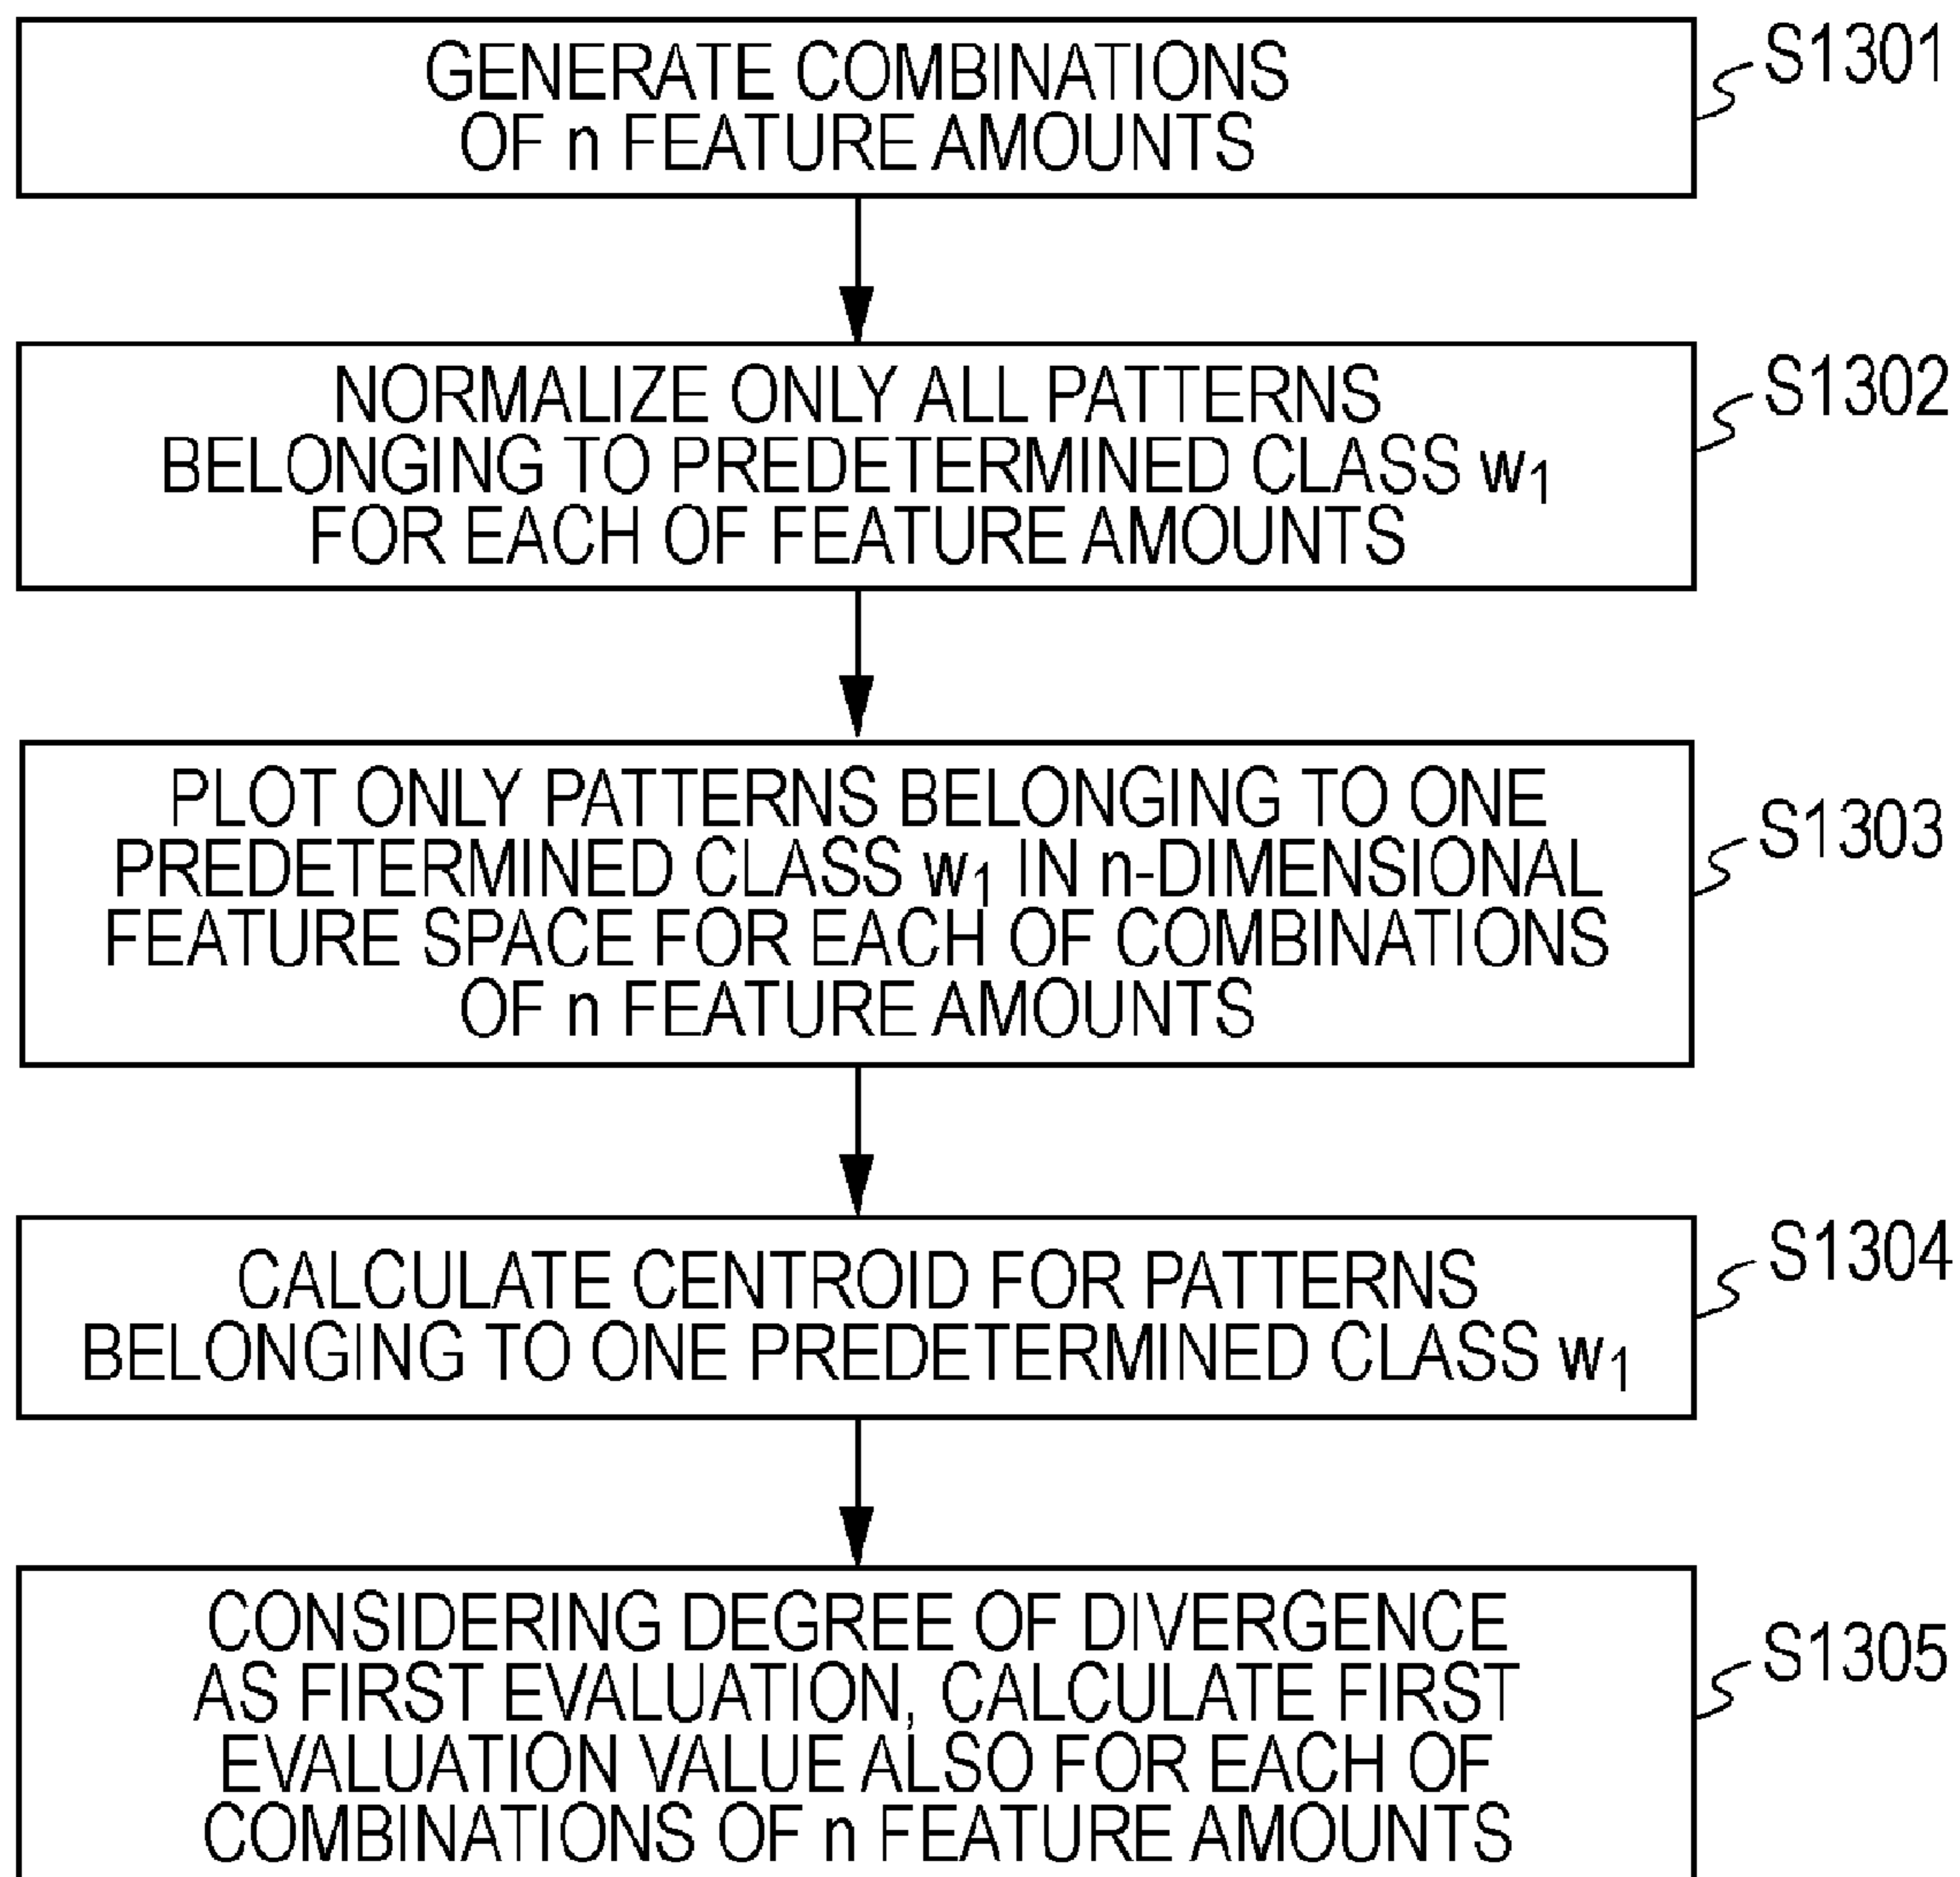 GENERATE COMBINATIONS
OF n FEATURE AMOUNTS
S1301
NORMALIZE ONLY ALL PATTERNS
BELONGING TO PREDETERMINED CLASS w₁
FOR EACH OF FEATURE AMOUNTS
S1302
PLOT ONLY PATTERNS BELONGING TO ONE
PREDETERMINED CLASS w₁ IN n-DIMENSIONAL
FEATURE SPACE FOR EACH OF COMBINATIONS
OF n FEATURE AMOUNTS
S1303
CALCULATE CENTROID FOR PATTERNS
BELONGING TO ONE PREDETERMINED CLASS w₁
S1304
CONSIDERING DEGREE OF DIVERGENCE
AS FIRST EVALUATION, CALCULATE FIRST
EVALUATION VALUE ALSO FOR EACH OF
COMBINATIONS OF n FEATURE AMOUNTS
S1305